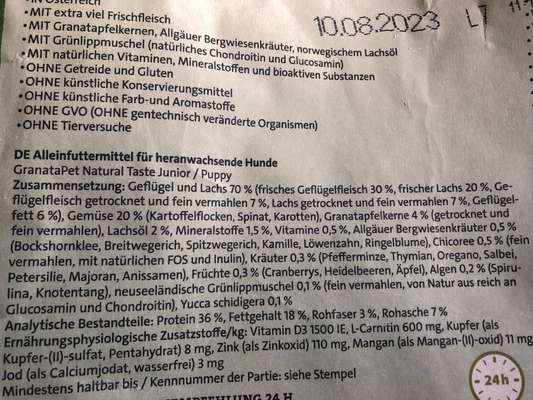 IN Österreich
•MIT extra viel Frischfleisch
•MIT Granatapfelkernen, Allgäuer Bergwiesenkräuter, norwegischem Lachsöl
•MIT Grünlippmuschel (natürliches Chondroitin und Glucosamin)
•MIT natürlichen Vitaminen, Mineralstoffen und bioaktiven Substanzen
•OHNE Getreide und Gluten
•OHNE künstliche Konservierungsmittel
•OHNE künstliche Farb-und Aromastoffe
•OHNE GVO (OHNE gentechnisch veränderte Organismen)
•OHNE Tierversuche
10.08.2023 L7
DE Alleinfuttermittel für heranwachsende Hunde
GranataPet Natural Taste Junior / Puppy
Zusammensetzung: Geflügel und Lachs 70 % (frisches Geflügelfleisch 30 %, frischer Lachs 20 %, Ge-
flügelfleisch getrocknet und fein vermahlen 7 %, Lachs getrocknet und fein vermahlen 7 %, Geflügel-
fett 6 %), Gemüse 20 % (Kartoffelflocken, Spinat, Karotten), Granatapfelkerne 4 % (getrocknet und
fein vermahlen), Lachsöl 2 %, Mineralstoffe 1,5 %, Vitamine 0,5 %, Allgäuer Bergwiesenkräuter 0,5 %
(Bockshornklee, Breitwegerich, Spitzwegerich, Kamille, Löwenzahn, Ringelblume), Chicoree 0,5 % (fein
vermahlen, mit natürlichen FOS und Inulin), Kräuter 0,3 % (Pfefferminze, Thymian, Oregano, Salbei,
Petersilie, Majoran, Anissamen), Früchte 0,3 % (Cranberrys, Heidelbeeren, Äpfel), Algen 0,2 % (Spiru-
lina, Knotentang), neuseeländische Grünlippmuschel 0,1 % (fein vermahlen, von Natur aus reich an
Glucosamin und Chondroitin), Yucca schidigera 0,1 %
Analytische Bestandteile: Protein 36 %, Fettgehalt 18 %, Rohfaser 3 %, Rohasche 7 %
Ernährungsphysiologische Zusatzstoffe/kg: Vitamin D3 1500 IE, L-Carnitin 600 mg, Kupfer (als
Kupfer-(II)-sulfat, Pentahydrat) 8 mg, Zink (als Zinkoxid) 110 mg, Mangan (als Mangan-(II)-oxid) 11 mg
Jod (als Calciumjodat, wasserfrei) 3 mg
Mindestens haltbar bis / Kennnummer der Partie: siehe Stempel
24h
24 H